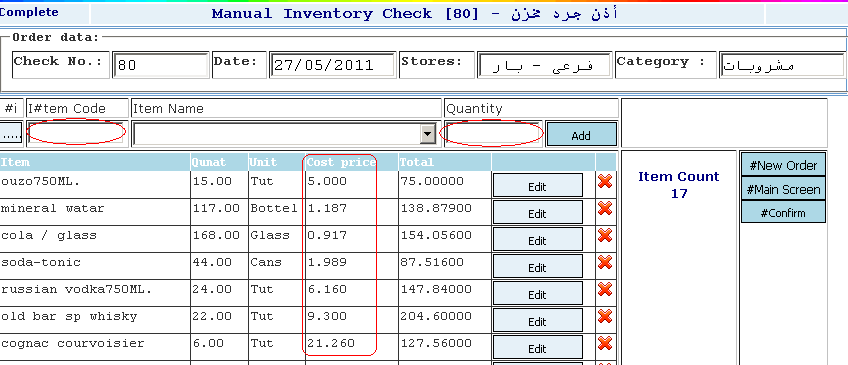 Complete
Manual Inventory Check [80] - أذن جرد مخزن
Order data:
Check No.: 80 Date: 27/05/2011 Stores: فرعى - بار Category : مشروبات
#i I#tem Code Item Name Quantity
..... Add
Item Qunat Unit Cost price Total
ouzo750ML. 15.00 Tut 5.000 75.00000 Edit
mineral watar 117.00 Bottel 1.187 138.87900 Edit
cola / glass 168.00 Glass 0.917 154.05600 Edit
soda-tonic 44.00 Cans 1.989 87.51600 Edit
russian vodka750ML. 24.00 Tut 6.160 147.84000 Edit
old bar sp whisky 22.00 Tut 9.300 204.60000 Edit
cognac courvoisier 6.00 Tut 21.260 127.56000 Edit
Item Count
17
#New Order
#Main Screen
#Confirm